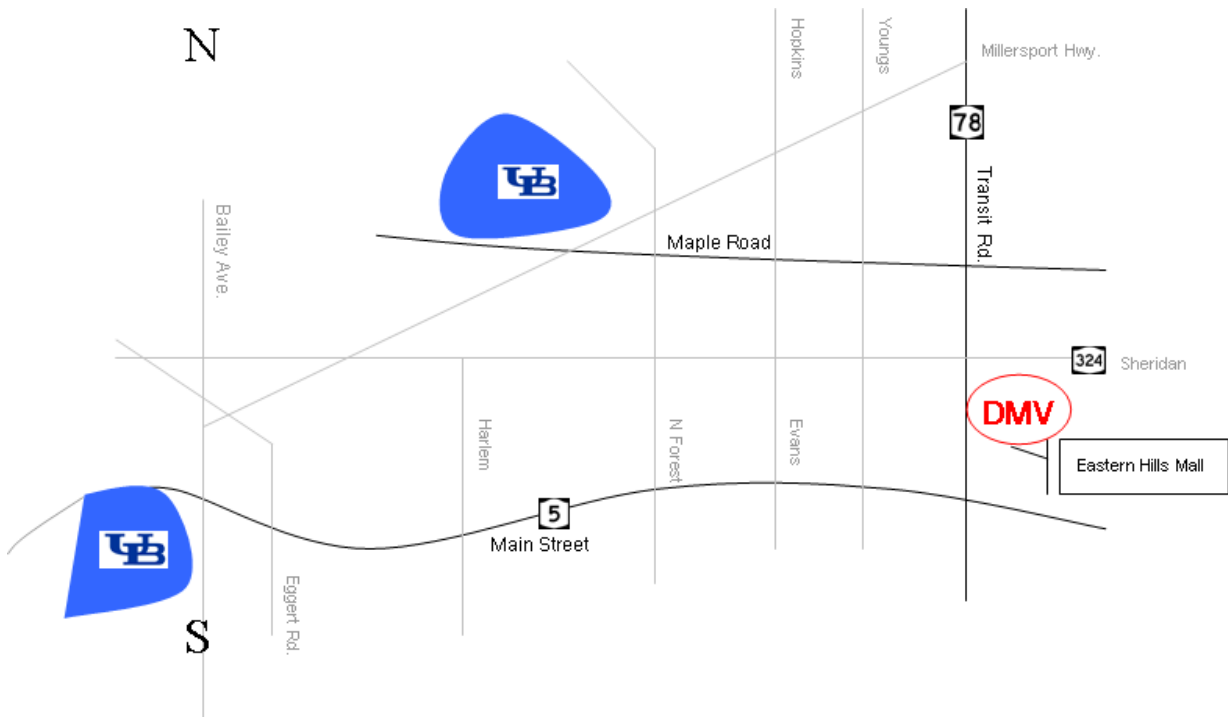 N
Hopkins
Youngs
Millersport Hwy.
78
UB
Transit Rd.
Bailey Ave.
Maple Road
324
Sheridan
DMV
Harlem
N Forest
Evans
Eastern Hills Mall
5
Main Street
UB
Eggert Rd.
S